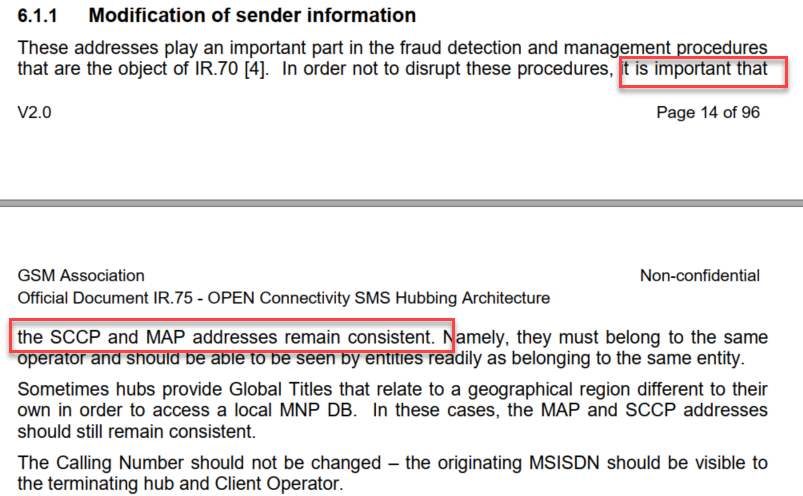 6.1.1 Modification of sender information
These addresses play an important part in the fraud detection and management procedures
that are the object of IR.70 [4]. In order not to disrupt these procedures, it is important that
V2.0 Page 14 of 96
GSM Association Non-confidential
Official Document IR.75 - OPEN Connectivity SMS Hubbing Architecture
the SCCP and MAP addresses remain consistent. Namely, they must belong to the same
operator and should be able to be seen by entities readily as belonging to the same entity.
Sometimes hubs provide Global Titles that relate to a geographical region different to their
own in order to access a local MNP DB. In these cases, the MAP and SCCP addresses
should still remain consistent.
The Calling Number should not be changed – the originating MSISDN should be visible to
the terminating hub and Client Operator.